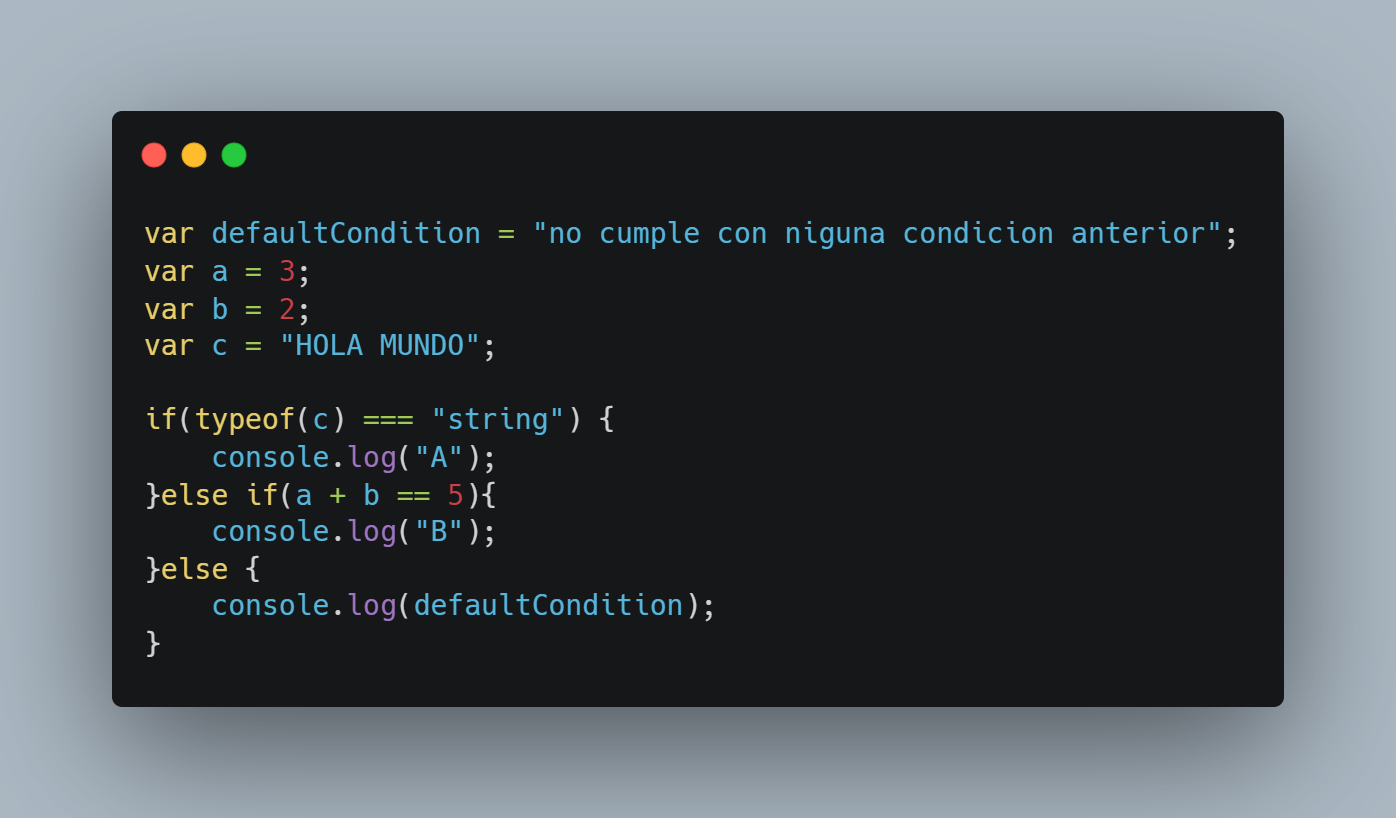 var defaultCondition = "no cumple con niguna condicion anterior";
var a = 3;
var b = 2;
var c = "HOLA MUNDO";

if(typeof(c) === "string") {
    console.log("A");
}else if(a + b == 5){
    console.log("B");
}else {
    console.log(defaultCondition);
}